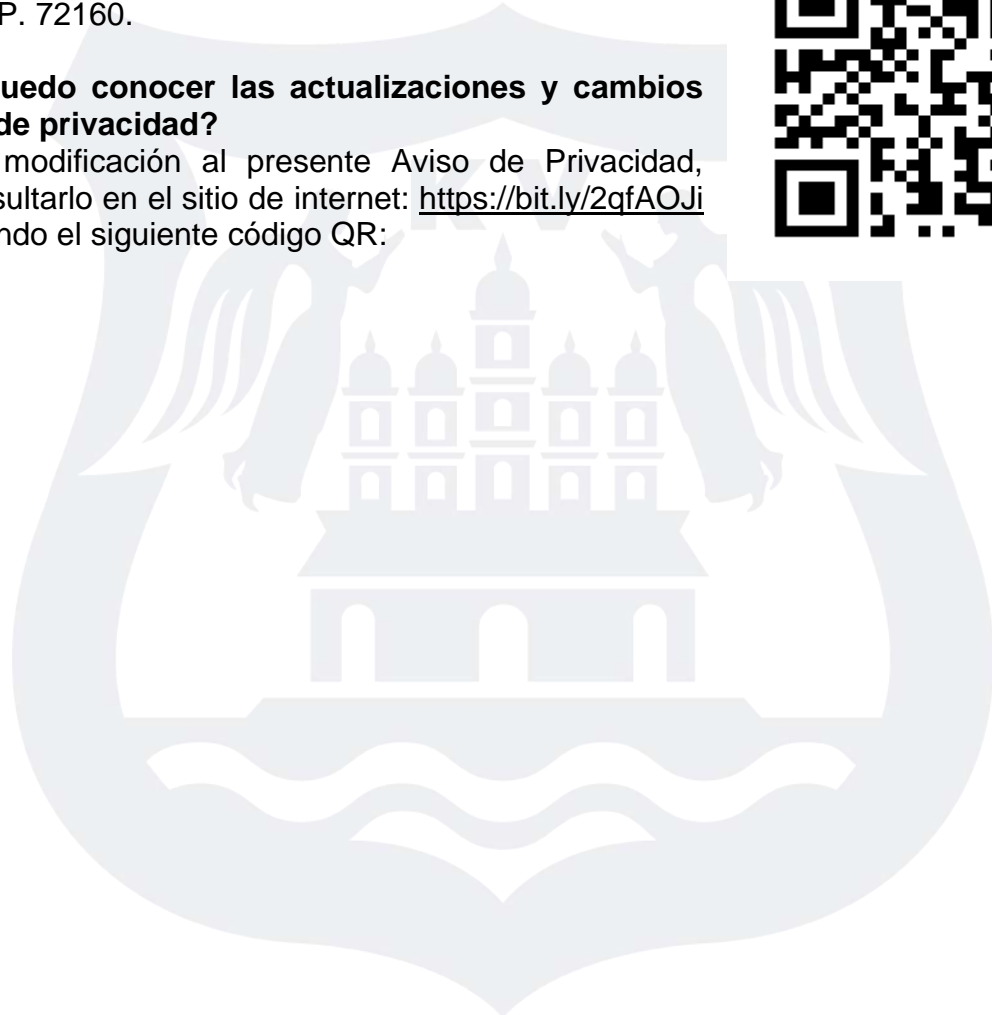 P. 72160.
uedo conocer las actualizaciones y cambios
de privacidad?
modificación al presente Aviso de Privacidad,
sultarlo en el sitio de internet: https://bit.ly/2qfAOJi
ndo el siguiente código QR:
K V